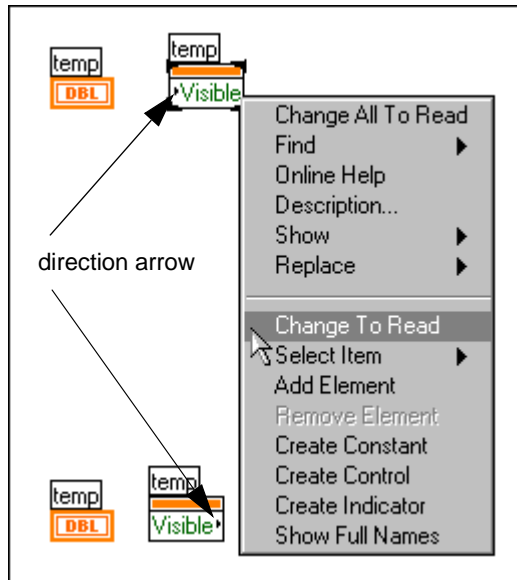 temp
DBL
temp
Visible
Change All To Read
Find
Online Help
Description...
Show
Replace
direction arrow
Change To Read
Select Item
Add Element
Remove Element
Create Constant
Create Control
Create Indicator
Show Full Names
temp
DBL
temp
Visible